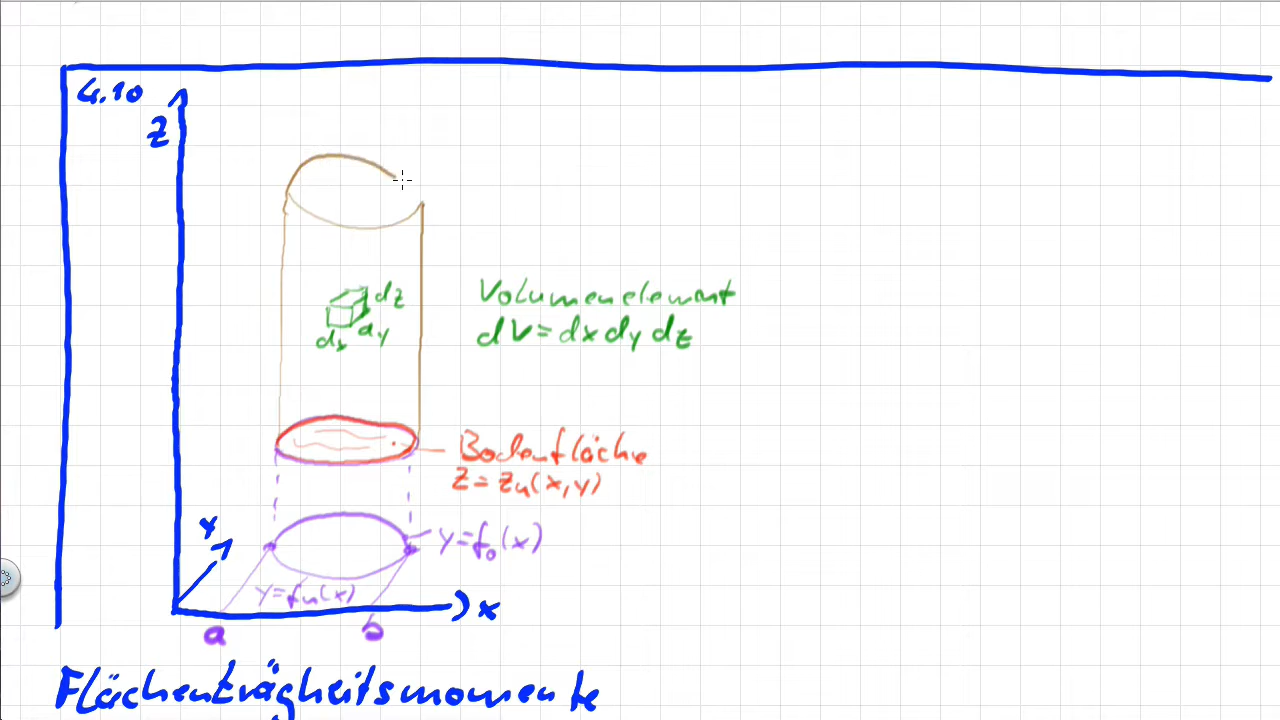 4.10
z
dz
dx dy
Volumenelement
dV = dx dy dz
Bodenfläche
z = zu(x,y)
y
y = fo(x)
y = fu(x)
x
a
b
Flächenträgheitsmomente